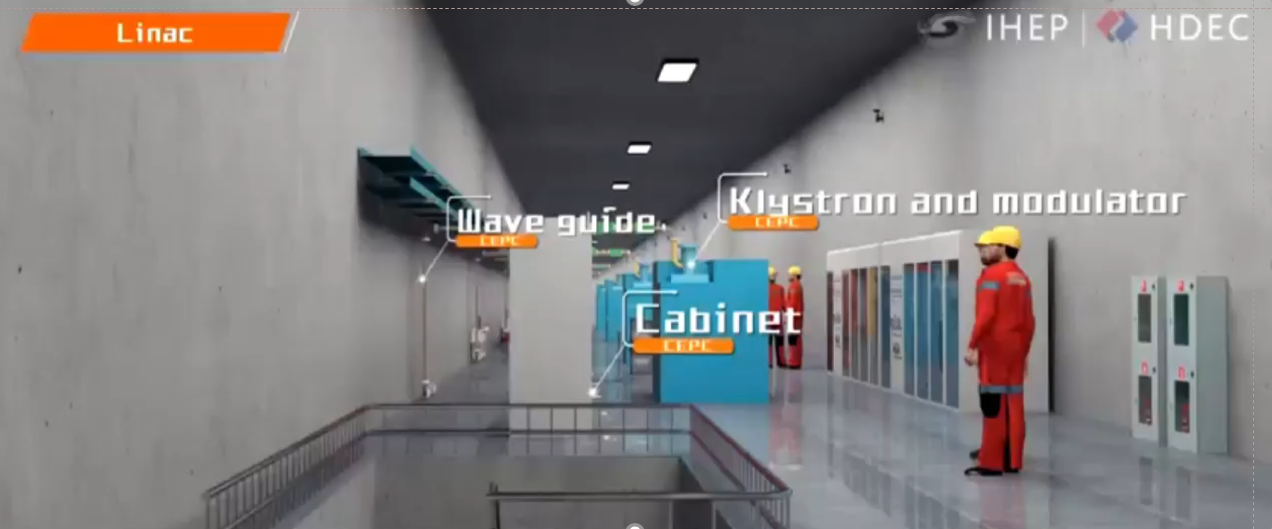 Linac
IHEP | HDEC
Klystron and modulator
CEPC
Wave guide
CEPC
Cabinet
CEPC